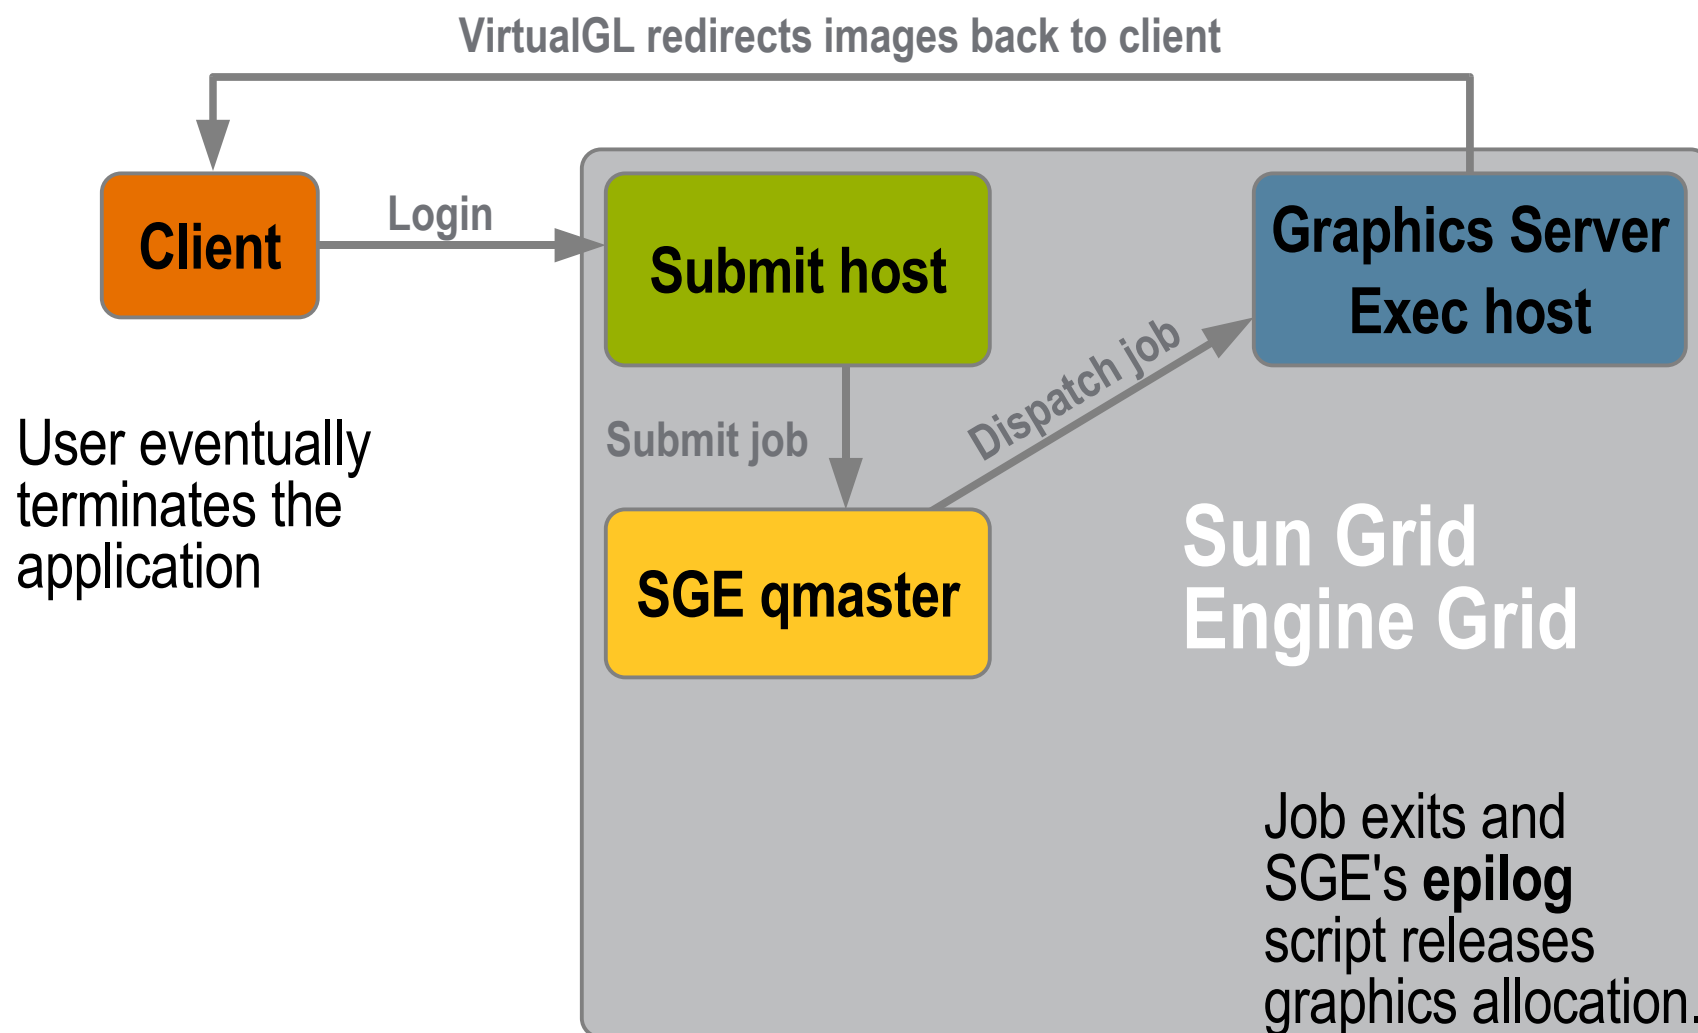 VirtualGL redirects images back to client
Client
Login
Submit host
Graphics Server
Exec host
Submit job
Dispatch job
User eventually
terminates the
application
SGE qmaster
Sun Grid
Engine Grid
Job exits and
SGE's epilog
script releases
graphics allocation.